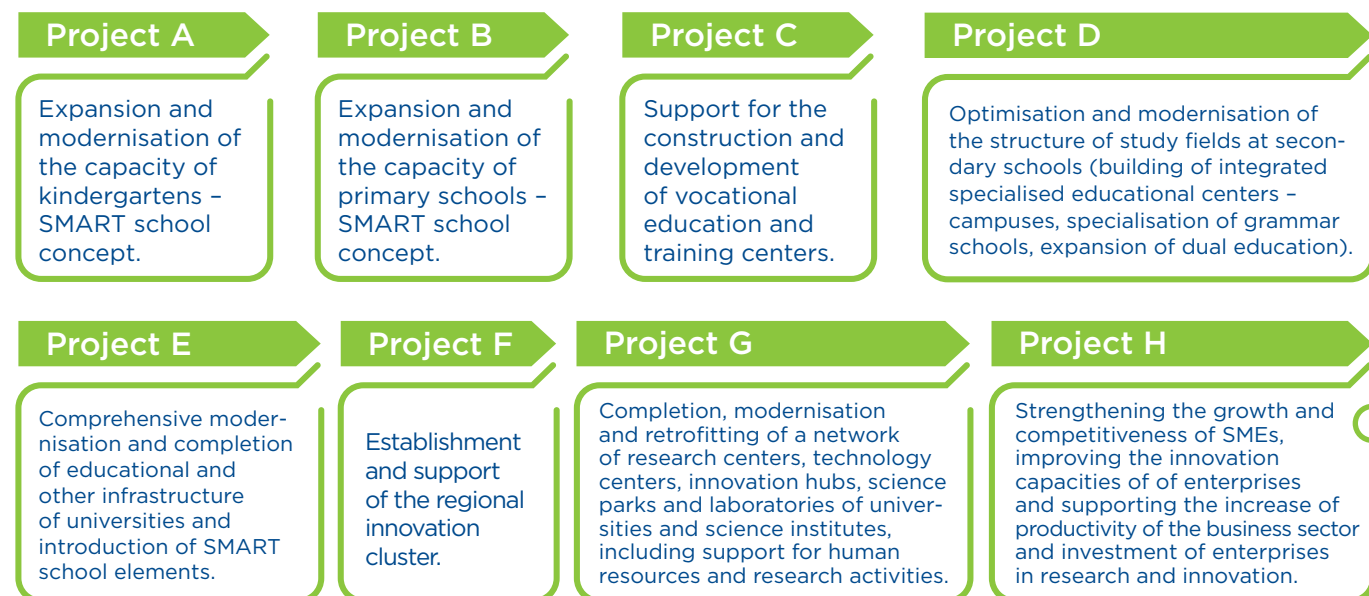 Project A
Expansion and
modernisation of
the capacity of
kindergartens –
SMART school
concept.
Project B
Expansion and
modernisation of
the capacity of
primary schools –
SMART school
concept.
Project C
Support for the
construction and
development
of vocational
education and
training centers.
Project D
Optimisation and modernisation of
the structure of study fields at secon-
dary schools (building of integrated
specialised educational centers –
campuses, specialisation of grammar
schools, expansion of dual education).
Project E
Comprehensive moder-
nisation and completion
of educational and
other infrastructure
of universities and
introduction of SMART
school elements.
Project F
Establishment
and support
of the regional
innovation
cluster.
Project G
Completion, modernisation
and retrofitting of a network
of research centers, technology
centers, innovation hubs, science
parks and laboratories of univer-
sities and science institutes,
including support for human
resources and research activities.
Project H
Strengthening the growth and
competitiveness of SMEs,
improving the innovation
capacities of of enterprises
and supporting the increase of
productivity of the business sector
and investment of enterprises
in research and innovation.